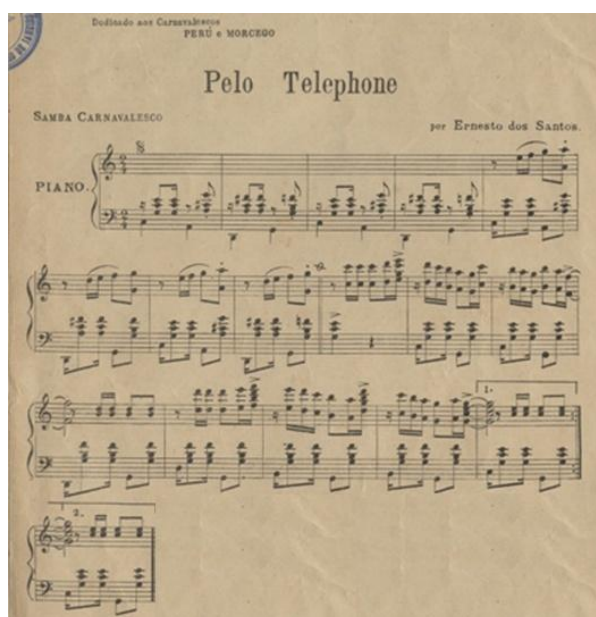 Dedicado aos Carnavalescos
PERÚ e MORCEGO
Pelo Telephone
SAMBA CARNAVALESCO
por Ernesto dos Santos.
PIANO.
1.
2.